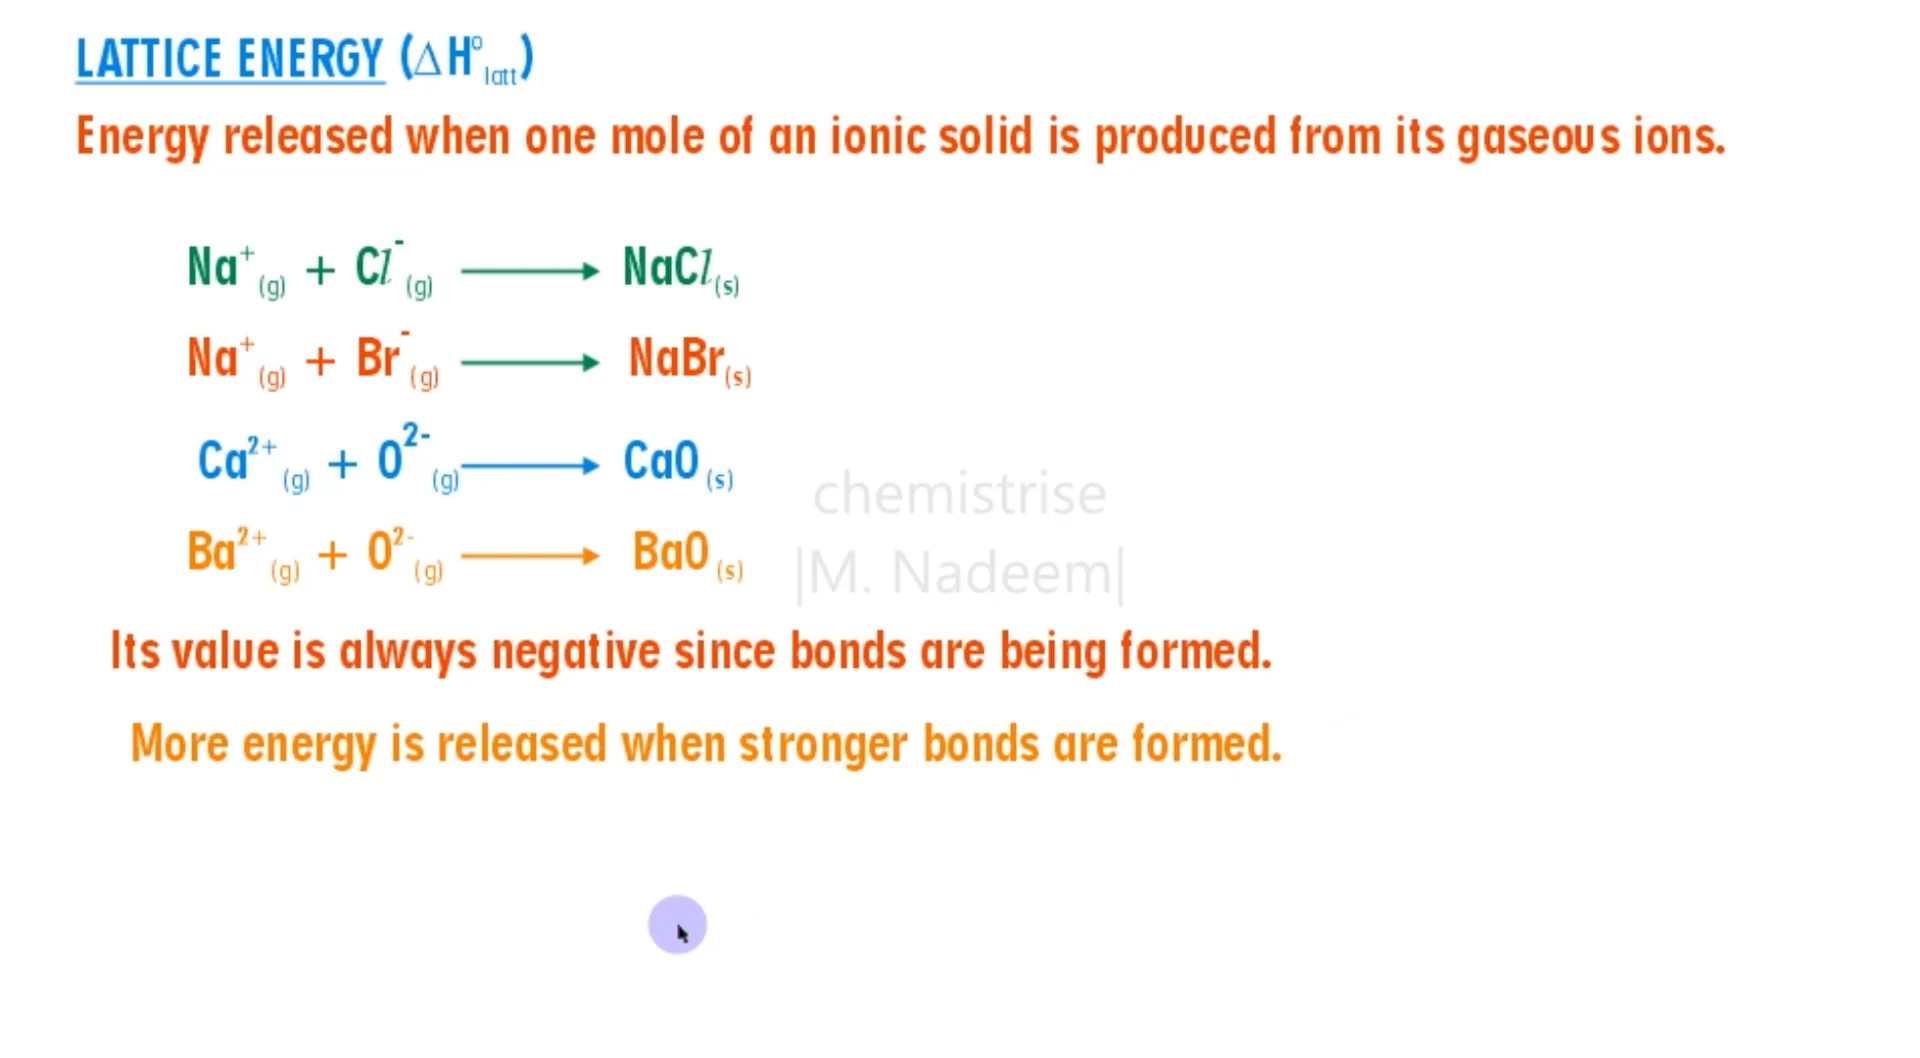 LATTICE ENERGY (△H°latt)
Energy released when one mole of an ionic solid is produced from its gaseous ions.
Na⁺(g) + Cl⁻(g) ⟶ NaCl(s)
Na⁺(g) + Br⁻(g) ⟶ NaBr(s)
Ca²⁺(g) + O²⁻(g) ⟶ CaO(s)
chemistrise
Ba²⁺(g) + O²⁻(g) ⟶ BaO(s)
|M. Nadeem|
Its value is always negative since bonds are being formed.
More energy is released when stronger bonds are formed.